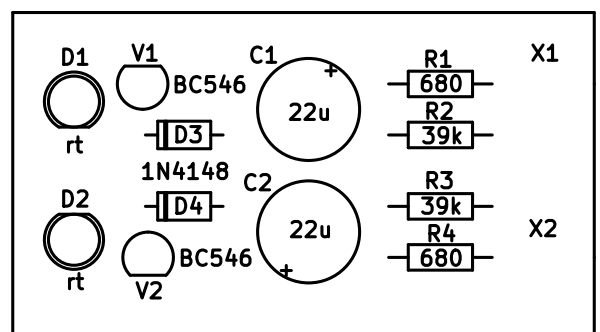 D1 V1 C1 R1 X1
+
BC546 680
22u R2
D3 39k
rt
1N4148
D2 C2 R3
D4 39k
22u R4 X2
BC546 680
+
rt V2